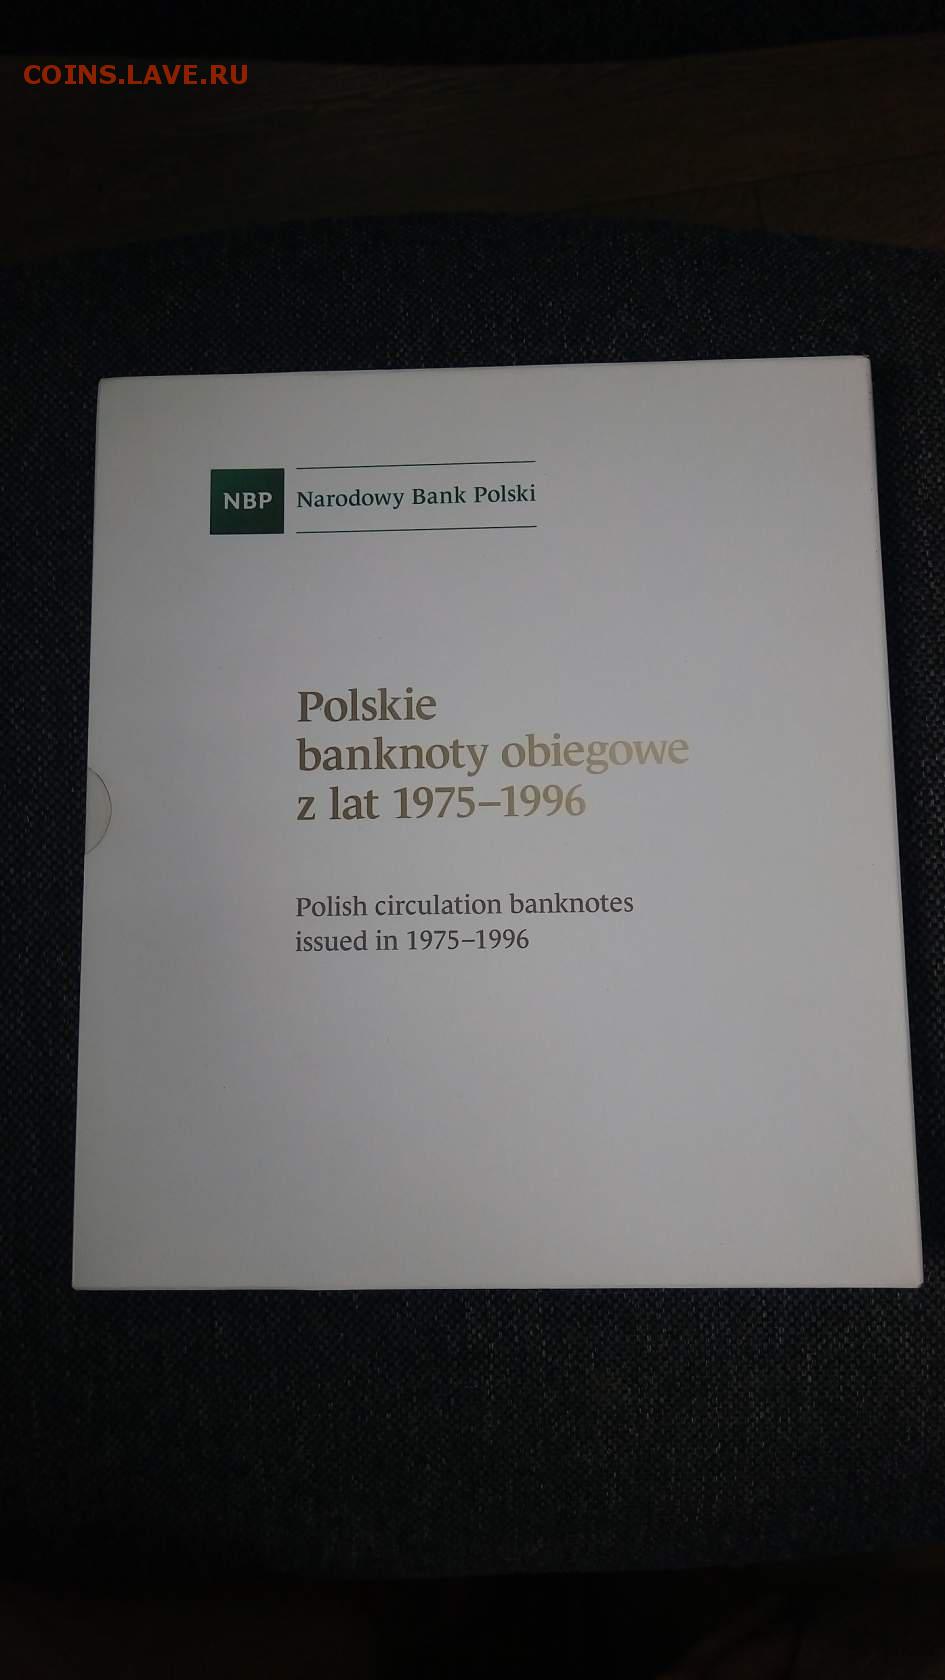 COINS.LAVE.RU
NBP Narodowy Bank Polski
Polskie
banknoty obiegowe
z lat 1975–1996
Polish circulation banknotes
issued in 1975–1996